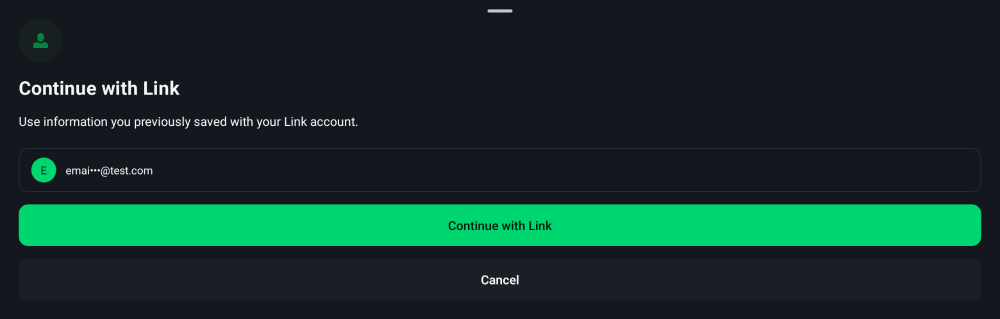 Continue with Link
Use information you previously saved with your Link account.
E
emai•••@test.com
Continue with Link
Cancel